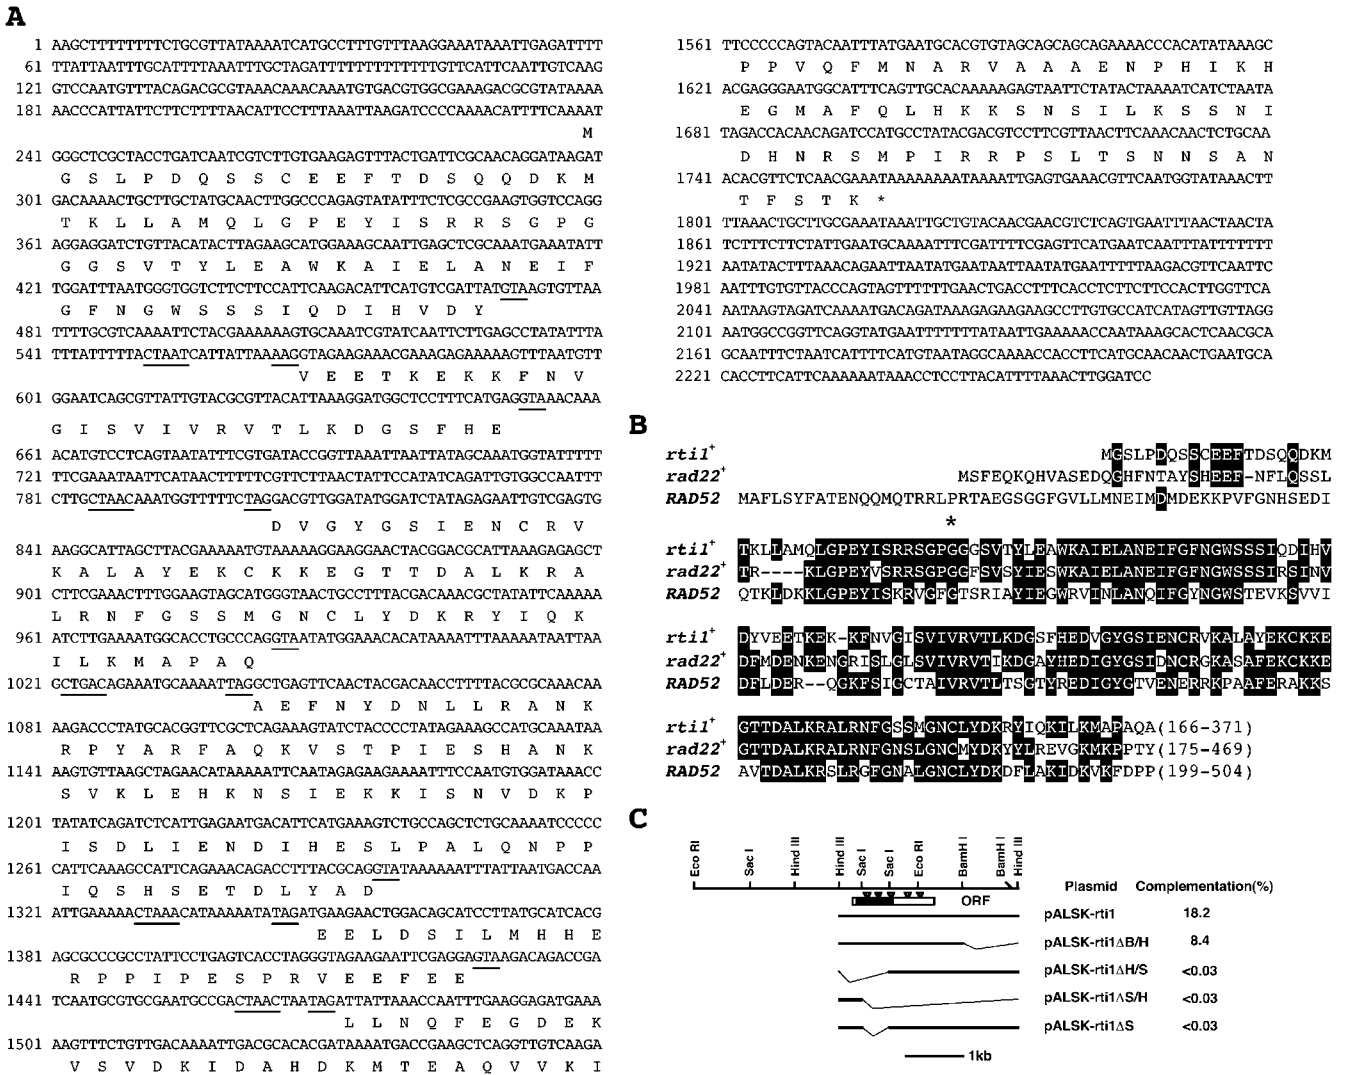 A
1 AAGCTTTTTTTTCTGCGTTATAAAATCATGCCTTTGTTTAAGGAAATAAATTGAGATTTT
61 TTATTAATTTGCATTTTAAATTTGCTAGATTTTTTTTTTTTTTGTTCATTCAATTGTCAAG
121 GTCCAATGTTTACAGACGCGTAAACAAACAAATGTGACGTGGCGAAAGACGCGTATAAAA
181 AACCCATTATTCTTCTTTTAACATTCCTTTAAATTAAGATCCCCAAAACATTTTCAAAAT
M
241 GGGCTCGCTACCTGATCAATCGTCTTGTGAAGAGTTTACTGATTCGCAACAGGATAAGAT
G S L P D Q S S C E E F T D S Q Q D K M
301 GACAAAACTGCTTGCTATGCAACTTGGCCCAGAGTATATTTCTCGCCGAAGTGGTCCAGG
T K L L A M Q L G P E Y I S R R S G P G
361 AGGAGGATCTGTTACATACTTAGAAGCATGGAAAGCAATTGAGCTCGCAAATGAAATATT
G G S V T Y L E A W K A I E L A N E I F
421 TGGATTTAATGGGTGGTCTTCTTCCATTCAAGACATTCATGTCGATTATGTAAGTGTTAA
G F N G W S S S I Q D I H V D Y
481 TTTTGCGTCAAAATTCTACGAAAAAAGTGCAAATCGTATCAATTCTTGAGCCTATATTTA
541 TTTATTTTTACTAATCATTATTAAAAGGTAGAAGAAACGAAAGAGAAAAAGTTTAATGTT
V E E T K E K K F N V
601 GGAATCAGCGTTATTGTACGCGTTACATTAAAGGATGGCTCCTTTCATGAGGTAAACAAA
G I S V I V R V T L K D G S F H E
661 ACATGTCCTCAGTAATATTTCGTGATACCGGTTAAATTAATTATAGCAAATGGTATTTTT
721 TTCGAAATAATTCATAACTTTTTCGTTCTTAACTATTCCATATCAGATTGTGGCCAATTT
781 CTTGCTAACAAATGGTTTTTCTAGGACGTTGGATATGGATCTATAGAGAATTGTCGAGTG
D V G Y G S I E N C R V
841 AAGGCATTAGCTTACGAAAAATGTAAAAAGGAAGGAACTACGGACGCATTAAAGAGAGCT
K A L A Y E K C K K E G T T D A L K R A
901 CTTCGAAACTTTGGAAGTAGCATGGGTAACTGCCTTTACGACAAACGCTATATTCAAAAA
L R N F G S S M G N C L Y D K R Y I Q K
961 ATCTTGAAAATGGCACCTGCCCAGGTAATATGGAAACACATAAAATTTAAAAATAATTAA
I L K M A P A Q
1021 GCTGACAGAAATGCAAAATTAGGCTGAGTTCAACTACGACAACCTTTTACGCGCAAACAA
A E F N Y D N L L R A N K
1081 AAGACCCTATGCACGGTTCGCTCAGAAAGTATCTACCCCTATAGAAAGCCATGCAAATAA
R P Y A R F A Q K V S T P I E S H A N K
1141 AAGTGTTAAGCTAGAACATAAAAATTCAATAGAGAAGAAAATTTCCAATGTGGATAAACC
S V K L E H K N S I E K K I S N V D K P
1201 TATATCAGATCTCATTGAGAATGACATTCATGAAAGTCTGCCAGCTCTGCAAAATCCCCC
I S D L I E N D I H E S L P A L Q N P P
1261 CATTCAAAGCCATTCAGAAACAGACCTTTACGCAGGTATAAAAATTTATTAATGACCAA
I Q S H S E T D L Y A D
1321 ATTGAAAAACTAAACATAAAAATATAGATGAAGAACTGGACAGCATCCTTATGCATCACG
E E L D S I L M H H E
1381 AGCGCCCGCCTATTCCTGAGTCACCTAGGGTAGAAGAATTCGAGGAGTAAGACAGACCGA
R P P I P E S P R V E E F E E
1441 TCAATGCGTGCGAATGCCGACTAACTAATAGATTATTAAACCAATTTGAAGGAGATGAAA
L L N Q F E G D E K
1501 AAGTTTCTGTTGACAAAATTGACGCACACGATAAAATGACCGAAGCTCAGGTTGTCAAGA
V S V D K I D A H D K M T E A Q V V K I
1561 TTCCCCCAGTACAATTTATGAATGCACGTGTAGCAGCAGCAGAAAACCCACATATAAAGC
P P V Q F M N A R V A A A E N P H I K H
1621 ACGAGGGAATGGCATTTCAGTTGCACAAAAAGAGTAATTCTATACTAAAATCATCTAATA
E G M A F Q L H K K S N S I L K S S N I
1681 TAGACCACAACAGATCCATGCCTATACGACGTCCTTCGTTAACTTCAAACAACTCTGCAA
D H N R S M P I R R P S L T S N N S A N
1741 ACACGTTCTCAACGAAATAAAAAAAATAAAATTGAGTGAAACGTTCAATGGTATAAACTT
T F S T K *
1801 TTAAACTGCTTGCGAAATAAATTGCTGTACAACGAACGTCTCAGTGAATTTAACTAACTA
1861 TCTTTCTTCTATTGAATGCAAAATTTCGATTTTCGAGTTCATGAATCAATTTATTTTTTT
1921 AATATACTTTAAACAGAATTAATATGAATAATTAATATGAATTTTTAAGACGTTCAATTC
1981 AATTTGTGTTACCCAGTAGTTTTTTGAACTGACCTTTCACCTCTTCTTCCACTTGGTTCA
2041 AATAAGTAGATCAAAATGACAGATAAAGAGAAGAAGCCTTGTGCCATCATAGTTGTTAGG
2101 AATGGCCGGTTCAGGTATGAATTTTTTTATAATTGAAAAACCAATAAAGCACTCAACGCA
2161 GCAATTTCTAATCATTTTCATGTAATAGGCAAAACCACCTTCATGCAACAACTGAATGCA
2221 CACCTTCATTCAAAAAATAAACCTCCTTACATTTTAAACTTGGATCC
B
rti1+ MGSLPDQSSCEEFTDSQQDKM
rad22+ MSFEQKQHVASEDQGHFNTAYSHEEF-NFLQSSL
RAD52 MAFLSYFATENQQMQTRRLPRTAEGSGGFGVLLMNEIMDMDEKKPVFGNHSEDI
*
rti1+ TKLLAMQLGPEYISRRSGPGGGSVTYLEAWKAIELANEIFGFNGWSSSIQDIHV
rad22+ TR----KLGPEYVSRRSGPGGFSVSYIESWKAIELANEIFGFNGWSSSIRSINV
RAD52 QTKLDKKLGPEYISKRVGFGTSRIAYIEGWRVINLANQIFGYNGWSTEVKSVVI
rti1+ DYVEETKEK-KFNVGISVIVRVTLKDGSFHEDVGYGSIENCRVKALAYEKCKKE
rad22+ DFMDENKENGRISLGLSVIVRVTIKDGAYHEDIGYGSIDNCRGKASAFEKCKKE
RAD52 DFLDER--QGKFSIGCTAIVRVTLTSGTYREDIGYGTVENERRKPAAFERAKKS
rti1+ GTTDALKRALRNFGSSMGNCLYDKRYIQKILKMAPAQA(166-371)
rad22+ GTTDALKRALRNFGNSLGNCMYDKYYLREVGKMKPPTY(175-469)
RAD52 AVTDALKRSLRGFGNALGNCLYDKDFLAKIDKVKFDPP(199-504)
C
Eco RI Sac I Hind III Hind III Sac I Sac I Eco RI BamH I BamH I Hind III
Plasmid Complementation(%)
ORF
pALSK-rti1 18.2
pALSK-rti1ΔB/H 8.4
pALSK-rti1ΔH/S <0.03
pALSK-rti1ΔS/H <0.03
pALSK-rti1ΔS <0.03
1kb